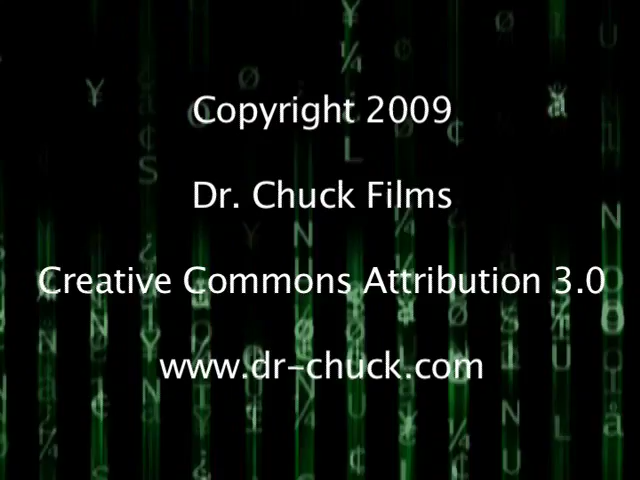 Copyright 2009
Dr. Chuck Films
Creative Commons Attribution 3.0
www.dr-chuck.com